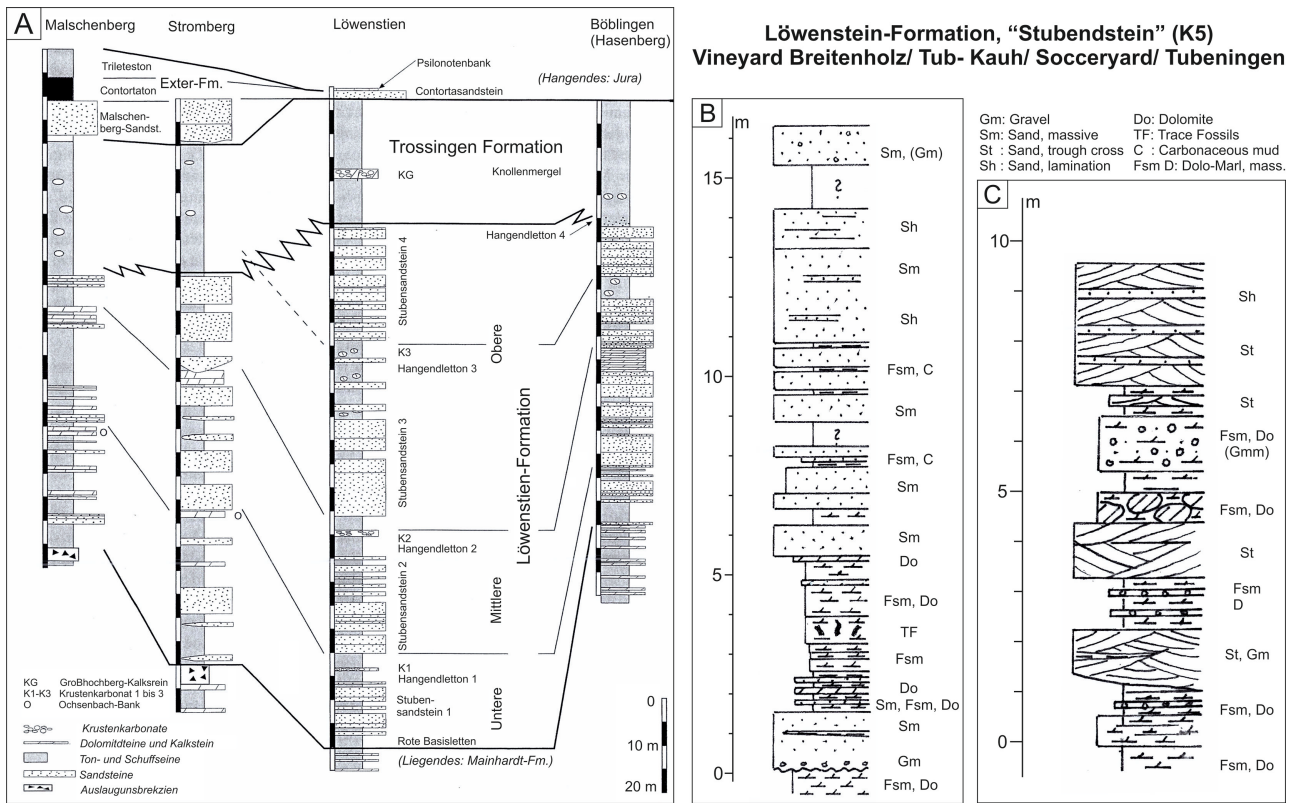 A
Malschenberg
Stromberg
Löwenstien
Böblingen
(Hasenberg)
Trileteston
Contortaton
Exter-Fm.
Malschen-
berg-Sandst.
Psilonotenbank
(Hangendes: Jura)
Contortasandstein
Trossingen Formation
KG
Knollenmergel
Hangendletton 4
Stubensandstein 4
Obere
K3
Hangendletton 3
Stubensandstein 3
Löwenstien-Formation
K2
Hangendletton 2
Stubensandstein 2
Mittlere
K1
Hangendletton 1
Stuben-
sandstein 1
Untere
Rote Basisletten
(Liegendes: Mainhardt-Fm.)
KG Großhochberg-Kalksrein
K1-K3 Krustenkarbonat 1 bis 3
O Ochsenbach-Bank
Krustenkarbonate
Dolomitdteine und Kalkstein
Ton- und Schuffseine
Sandsteine
Auslaugunsbrekzien
0
10 m
20 m
Löwenstein-Formation, “Stubendstein” (K5)
Vineyard Breitenholz/ Tub- Kauh/ Socceryard/ Tubeningen
Gm: Gravel
Sm: Sand, massive
St : Sand, trough cross
Sh : Sand, lamination
Do: Dolomite
TF: Trace Fossils
C : Carbonaceous mud
Fsm D: Dolo-Marl, mass.
B
m
15
10
5
0
Sm, (Gm)
Sh
Sm
Sh
Fsm, C
Sm
Fsm, C
Sm
Sm
Do
Fsm, Do
TF
Fsm
Do
Sm, Fsm, Do
Sm
Gm
Fsm, Do
C
m
10
5
0
Sh
St
St
Fsm, Do
(Gmm)
Fsm, Do
St
Fsm
D
St, Gm
Fsm, Do
Fsm, Do